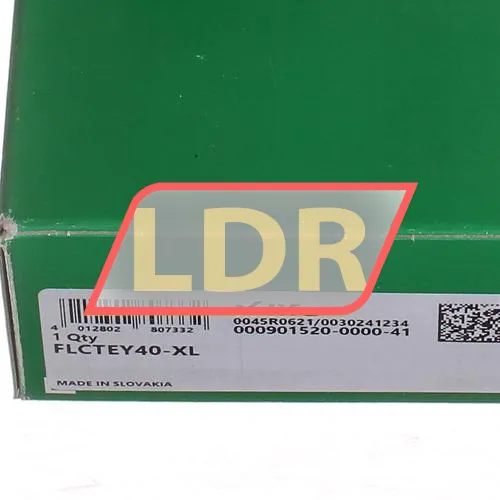 LDR
4 012802 807332
0045R0621/0030241234
000901520-0000-41
1 Qty
FLCTEY40-XL
MADE IN SLOVAKIA